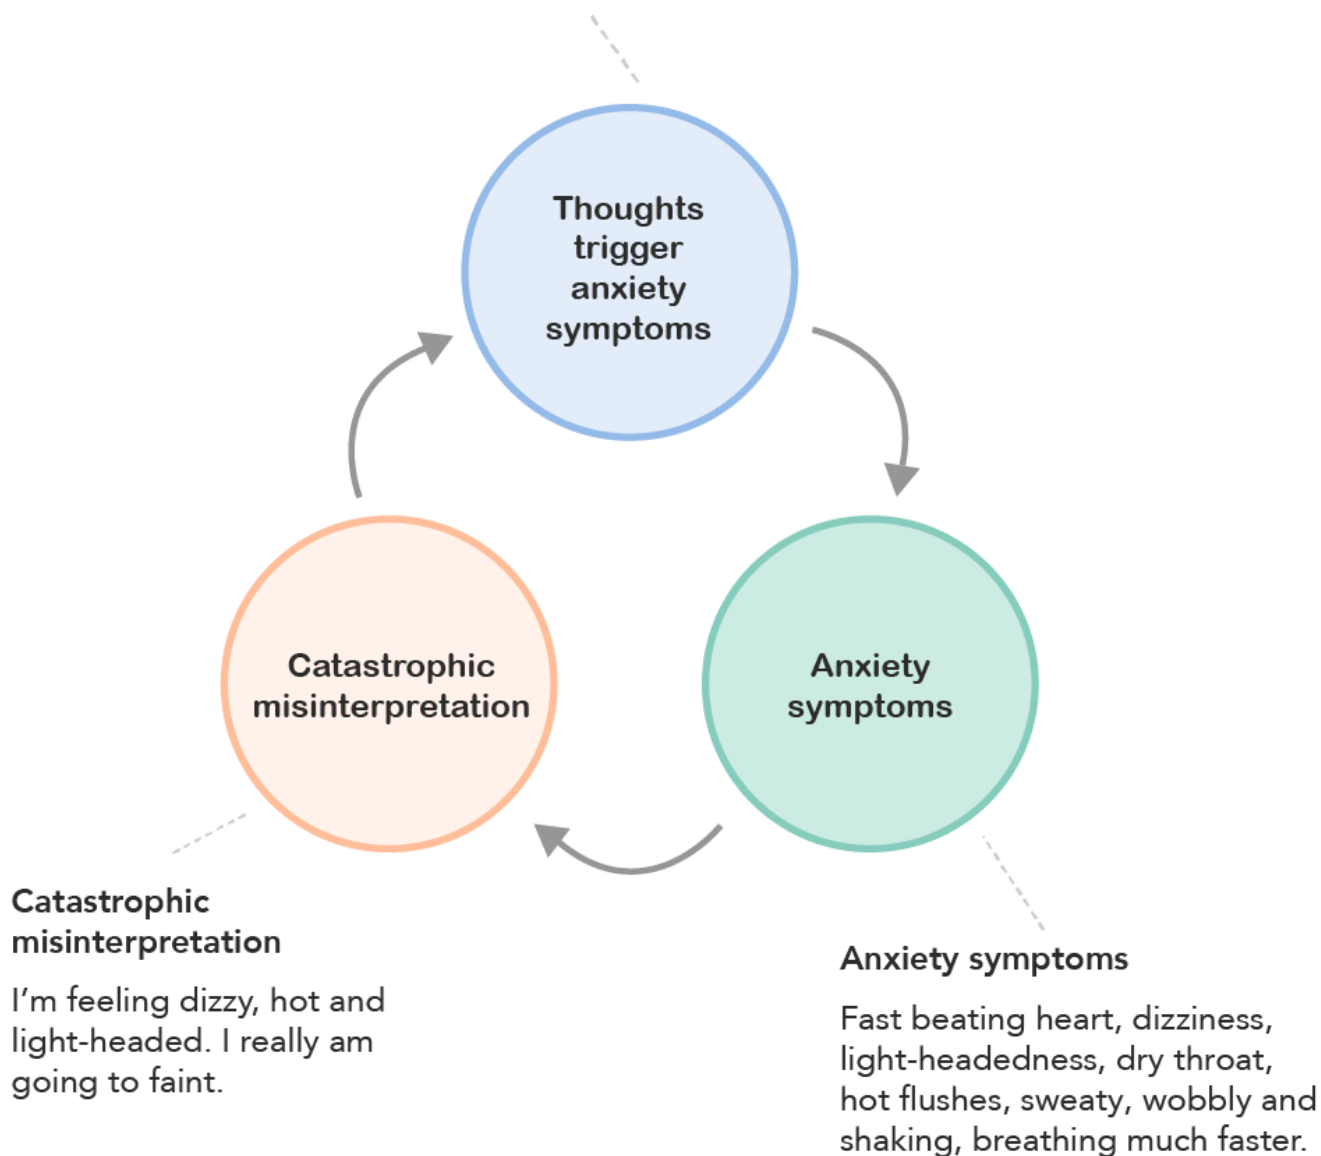 Thoughts
trigger
anxiety
symptoms
Catastrophic
misinterpretation
Anxiety
symptoms
Catastrophic
misinterpretation
I’m feeling dizzy, hot and
light-headed. I really am
going to faint.
Anxiety symptoms
Fast beating heart, dizziness,
light-headedness, dry throat,
hot flushes, sweaty, wobbly and
shaking, breathing much faster.